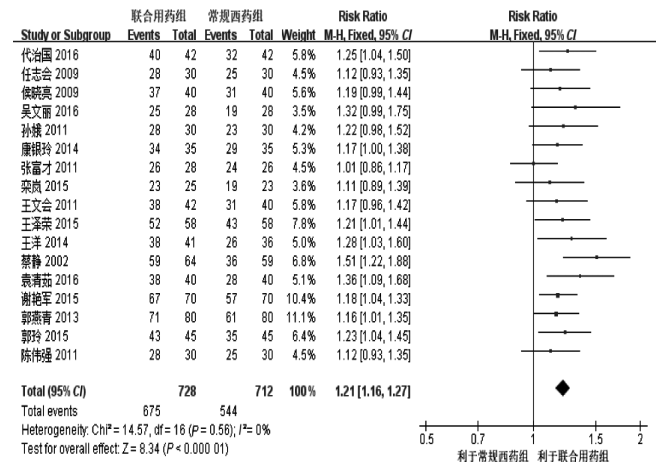 联合用药组 常规西药组 Risk Ratio Risk Ratio
Study or Subgroup Events Total Events Total Weight M-H, Fixed, 95% CI M-H, Fixed, 95% CI
代治国 2016 40 42 32 42 5.8% 1.25 [1.04, 1.50]
任志会 2009 28 30 25 30 4.5% 1.12 [0.93, 1.35]
侯晓亮 2009 37 40 31 40 5.6% 1.19 [0.99, 1.44]
吴文丽 2016 25 28 19 28 3.5% 1.32 [0.99, 1.75]
孙娥 2011 28 30 23 30 4.2% 1.22 [0.98, 1.52]
康银玲 2014 34 35 29 35 5.3% 1.17 [1.00, 1.38]
张富才 2011 26 28 24 26 4.5% 1.01 [0.86, 1.17]
栾岚 2015 23 25 19 23 3.6% 1.11 [0.89, 1.39]
王文会 2011 38 42 31 40 5.8% 1.17 [0.96, 1.42]
王泽荣 2015 52 58 43 58 7.8% 1.21 [1.01, 1.44]
王洋 2014 38 41 26 36 5.0% 1.28 [1.03, 1.60]
蔡静 2002 59 64 36 59 6.8% 1.51 [1.22, 1.88]
袁清茹 2016 38 40 28 40 5.1% 1.36 [1.09, 1.68]
谢艳军 2015 67 70 57 70 10.4% 1.18 [1.04, 1.33]
郭燕青 2013 71 80 61 80 11.1% 1.16 [1.01, 1.35]
郭玲 2015 43 45 35 45 6.4% 1.23 [1.04, 1.45]
陈伟强 2011 28 30 25 30 4.5% 1.12 [0.93, 1.35]
Total (95% CI) 728 712 100% 1.21 [1.16, 1.27]
Total events 675 544
Heterogeneity: Chi² = 14.57, df = 16 (P = 0.56); I² = 0%
Test for overall effect: Z = 8.34 (P < 0.000 01)
0.5 0.7 1 1.5 2
利于常规西药组 利于联合用药组